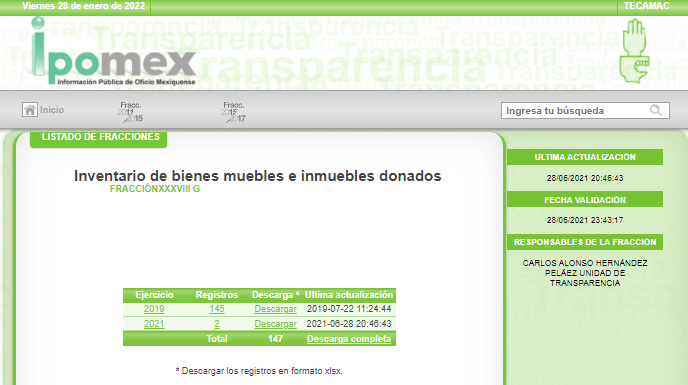 Viernes 28 de enero de 2022
TECAMAC
Transparencia
Transparencia
ipomex
Información Pública de Oficio Mexiquense
Inicio
Fracc.
Fracc.
2015
2017
Ingresa tu búsqueda
LISTADO DE FRACCIONES
Inventario de bienes muebles e inmuebles donados
FRACCIÓNXXXVIII G
Ejercicio Registros Descarga * Ultima actualización
2019 145 Descargar 2019-07-22 11:24:44
2021 2 Descargar 2021-06-28 20:46:43
Total 147 Descarga completa
* Descargar los registros en formato xlsx.
ULTIMA ACTUALIZACIÓN
28/06/2021 20:46:43
FECHA VALIDACIÓN
28/06/2021 23:43:17
RESPONSABLES DE LA FRACCIÓN
CARLOS ALONSO HERNÁNDEZ
PELÁEZ UNIDAD DE
TRANSPARENCIA